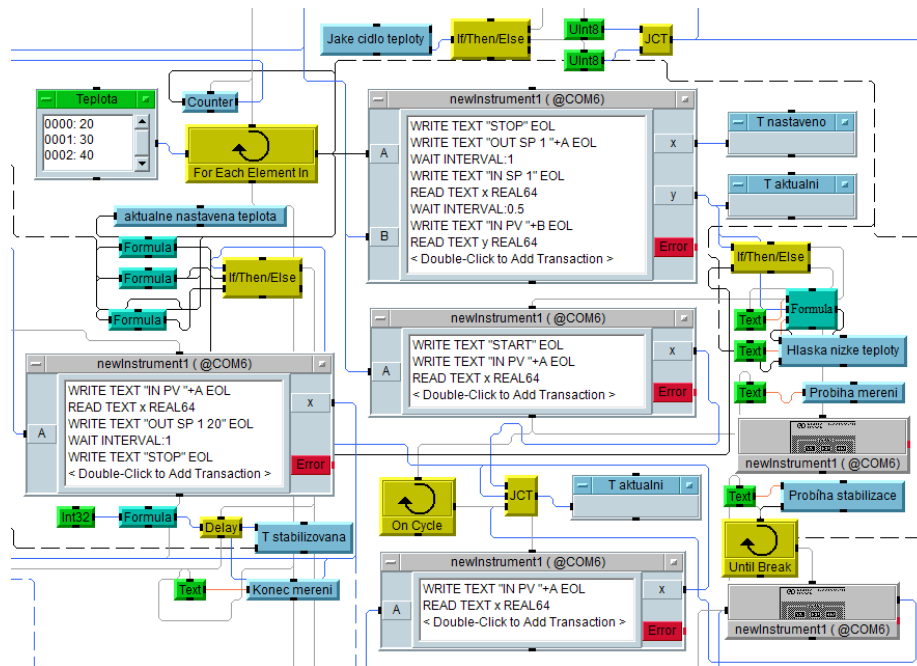 Jake cidlo teploty
If/Then/Else
UInt8
UInt8
JCT
Teplota
0000: 20
0001: 30
0002: 40
Counter
For Each Element In
newInstrument1 ( @COM6)
A
B
WRITE TEXT "STOP" EOL
WRITE TEXT "OUT SP 1 "+A EOL
WAIT INTERVAL:1
WRITE TEXT "IN SP 1" EOL
READ TEXT x REAL64
WAIT INTERVAL:0.5
WRITE TEXT "IN PV "+B EOL
READ TEXT y REAL64
< Double-Click to Add Transaction >
x
y
Error
T nastaveno
T aktualni
aktualne nastavena teplota
Formula
Formula
Formula
If/Then/Else
If/Then/Else
Text
Formula
Text
Hlaska nizke teploty
Text
Probiha mereni
newInstrument1 ( @COM6)
newInstrument1 ( @COM6)
A
WRITE TEXT "START" EOL
WRITE TEXT "IN PV "+A EOL
READ TEXT x REAL64
< Double-Click to Add Transaction >
x
Error
newInstrument1 ( @COM6)
A
WRITE TEXT "IN PV "+A EOL
READ TEXT x REAL64
WRITE TEXT "OUT SP 1 20" EOL
WAIT INTERVAL:1
WRITE TEXT "STOP" EOL
< Double-Click to Add Transaction >
x
Error
On Cycle
JCT
T aktualni
Text
Probíha stabilizace
Until Break
Int32
Formula
Delay
T stabilizovana
Text
Konec mereni
newInstrument1 ( @COM6)
A
WRITE TEXT "IN PV "+A EOL
READ TEXT x REAL64
< Double-Click to Add Transaction >
x
Error
newInstrument1 ( @COM6)